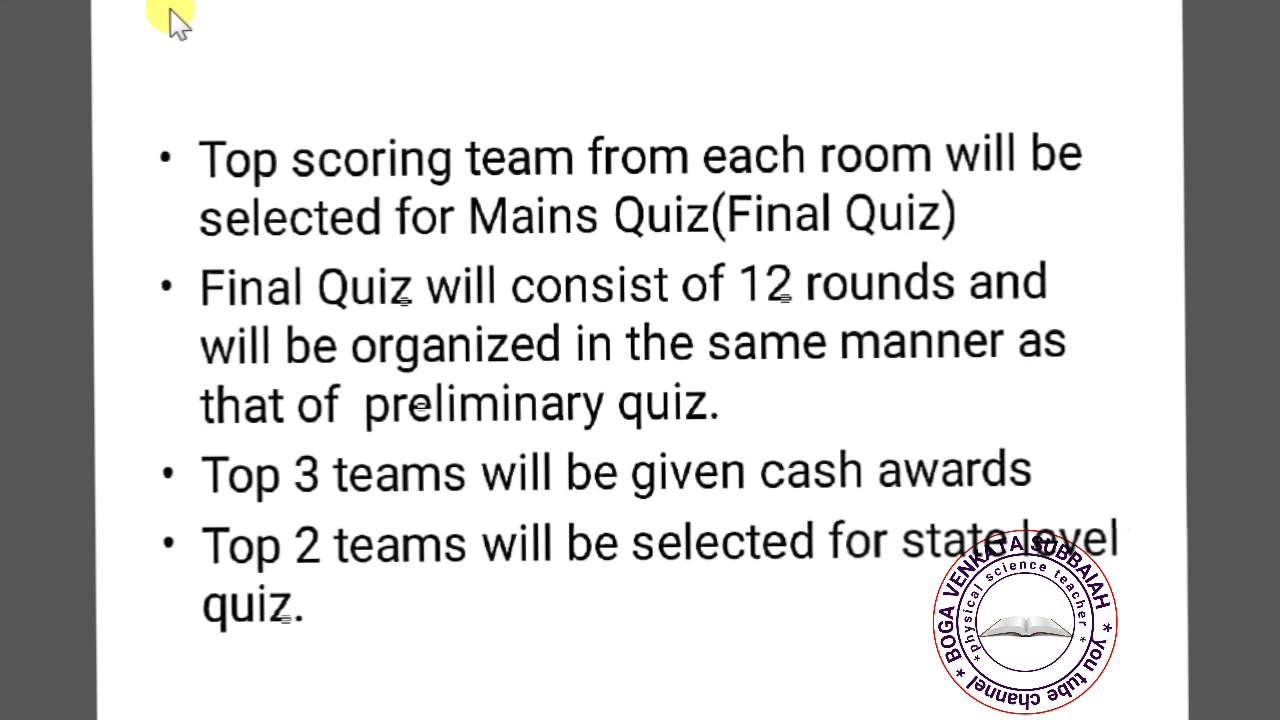 • Top scoring team from each room will be
selected for Mains Quiz(Final Quiz)
• Final Quiz will consist of 12 rounds and
will be organized in the same manner as
that of preliminary quiz.
• Top 3 teams will be given cash awards
• Top 2 teams will be selected for state level
quiz.
* BOGA VENKATA SUBBAIAH * you tube channel
* physical science teacher *